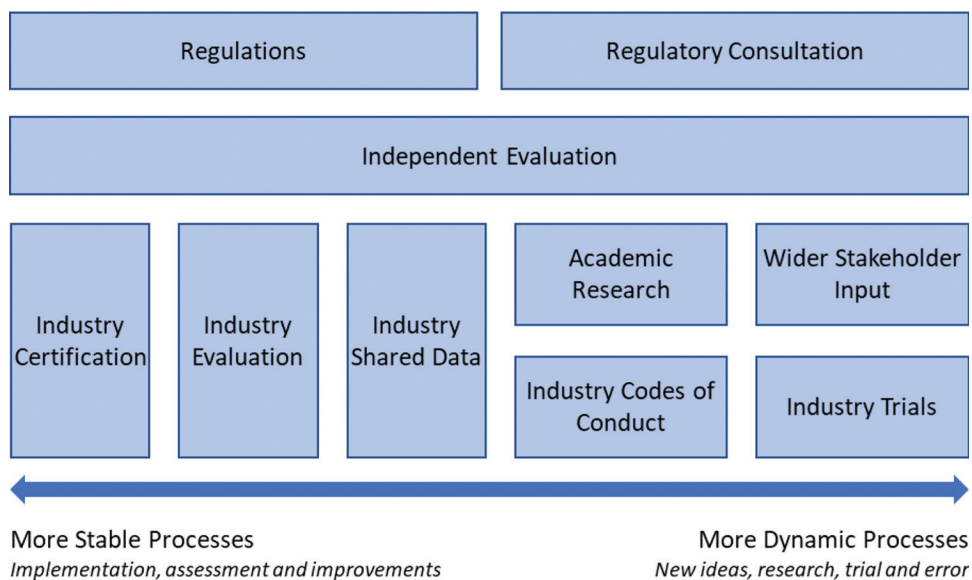 Regulations
Regulatory Consultation
Independent Evaluation
Industry
Certification
Industry
Evaluation
Industry
Shared Data
Academic
Research
Wider Stakeholder
Input
Industry Codes of
Conduct
Industry Trials
More Stable Processes
Implementation, assessment and improvements
More Dynamic Processes
New ideas, research, trial and error